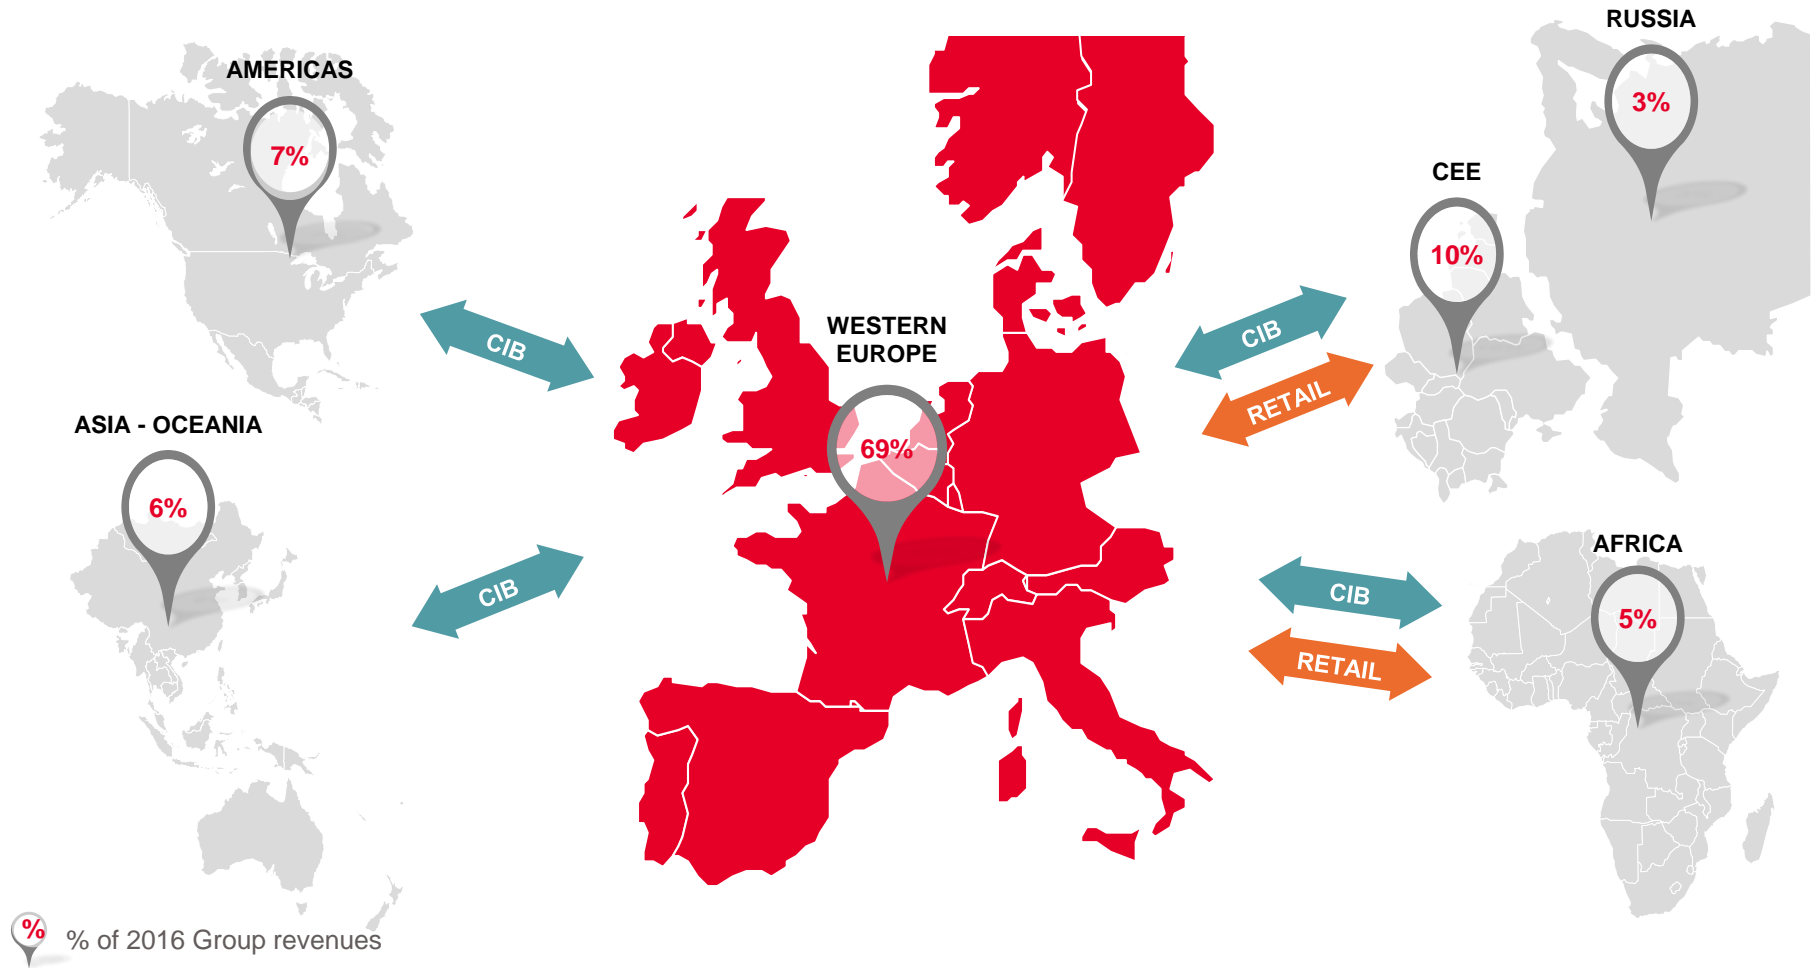 RUSSIA
AMERICAS
3%
7%
CEE
10%
WESTERN
EUROPE
CIB
CIB
RETAIL
ASIA - OCEANIA
69%
6%
AFRICA
CIB
CIB
5%
RETAIL
%
% of 2016 Group revenues